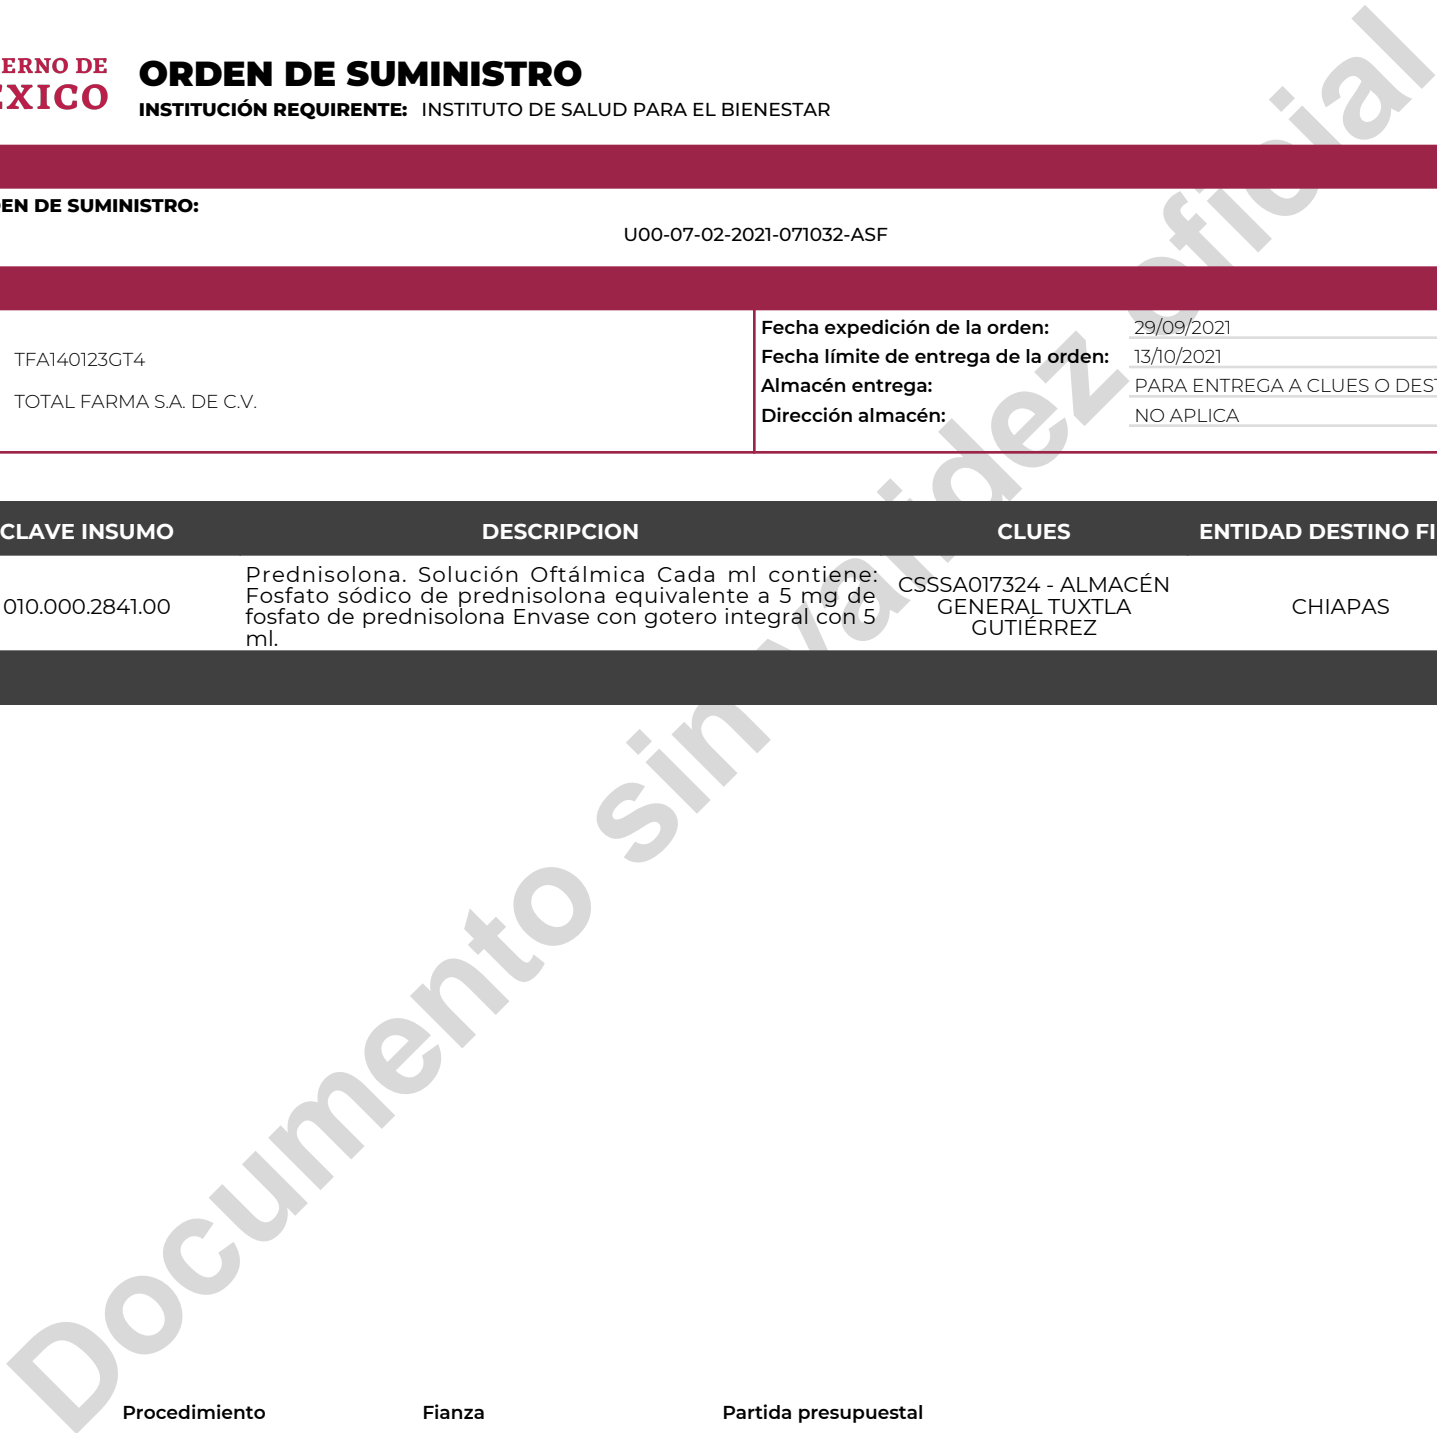 ERNO DE
EXICO
ORDEN DE SUMINISTRO
INSTITUCIÓN REQUIRENTE: INSTITUTO DE SALUD PARA EL BIENESTAR
EN DE SUMINISTRO:
U00-07-02-2021-071032-ASF
TFA140123GT4
TOTAL FARMA S.A. DE C.V.
Fecha expedición de la orden: 29/09/2021
Fecha límite de entrega de la orden: 13/10/2021
Almacén entrega: PARA ENTREGA A CLUES O DEST
Dirección almacén: NO APLICA
CLAVE INSUMO DESCRIPCION CLUES ENTIDAD DESTINO FI
010.000.2841.00
Prednisolona. Solución Oftálmica Cada ml contiene:
Fosfato sódico de prednisolona equivalente a 5 mg de
fosfato de prednisolona Envase con gotero integral con 5
ml.
CSSSA017324 - ALMACÉN
GENERAL TUXTLA
GUTIÉRREZ
CHIAPAS
Documento sin validez oficial
Procedimiento Fianza Partida presupuestal